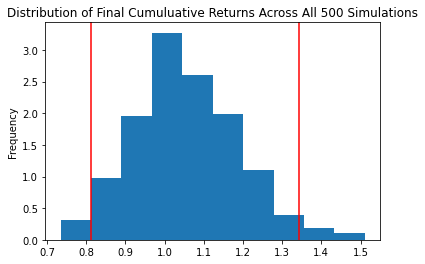 Distribution of Final Cumuluative Returns Across All 500 Simulations
Frequency
3.0
2.5
2.0
1.5
1.0
0.5
0.0
0.7 0.8 0.9 1.0 1.1 1.2 1.3 1.4 1.5